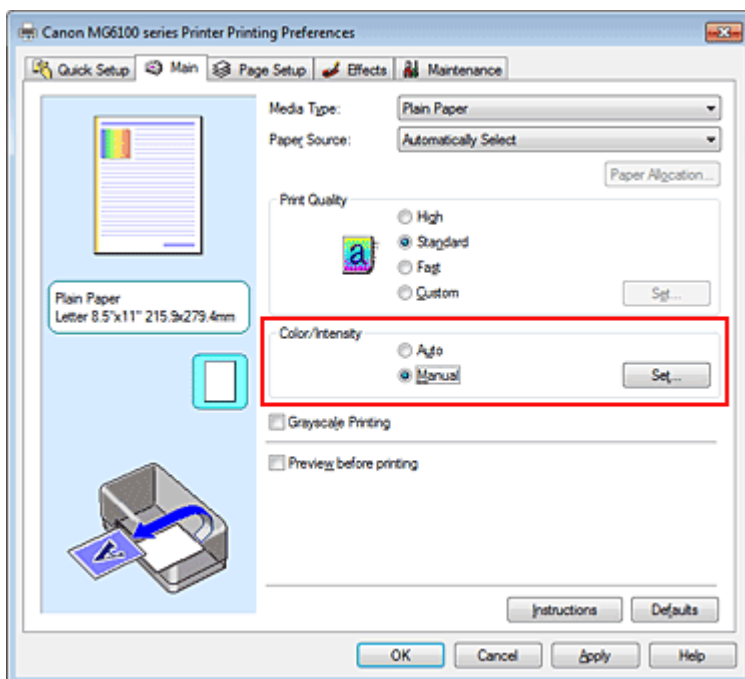 Canon MG6100 series Printer Printing Preferences
Quick Setup Main Page Setup Effects Maintenance
Media Type: Plain Paper
Paper Source: Automatically Select
Paper Allocation...
Print Quality
High
a Standard
Fast
Custom Set...
Plain Paper
Letter 8.5"x11" 215.9x279.4mm
Color/Intensity
Auto
Manual Set...
Grayscale Printing
Preview before printing
A
Instructions Defaults
OK Cancel Apply Help